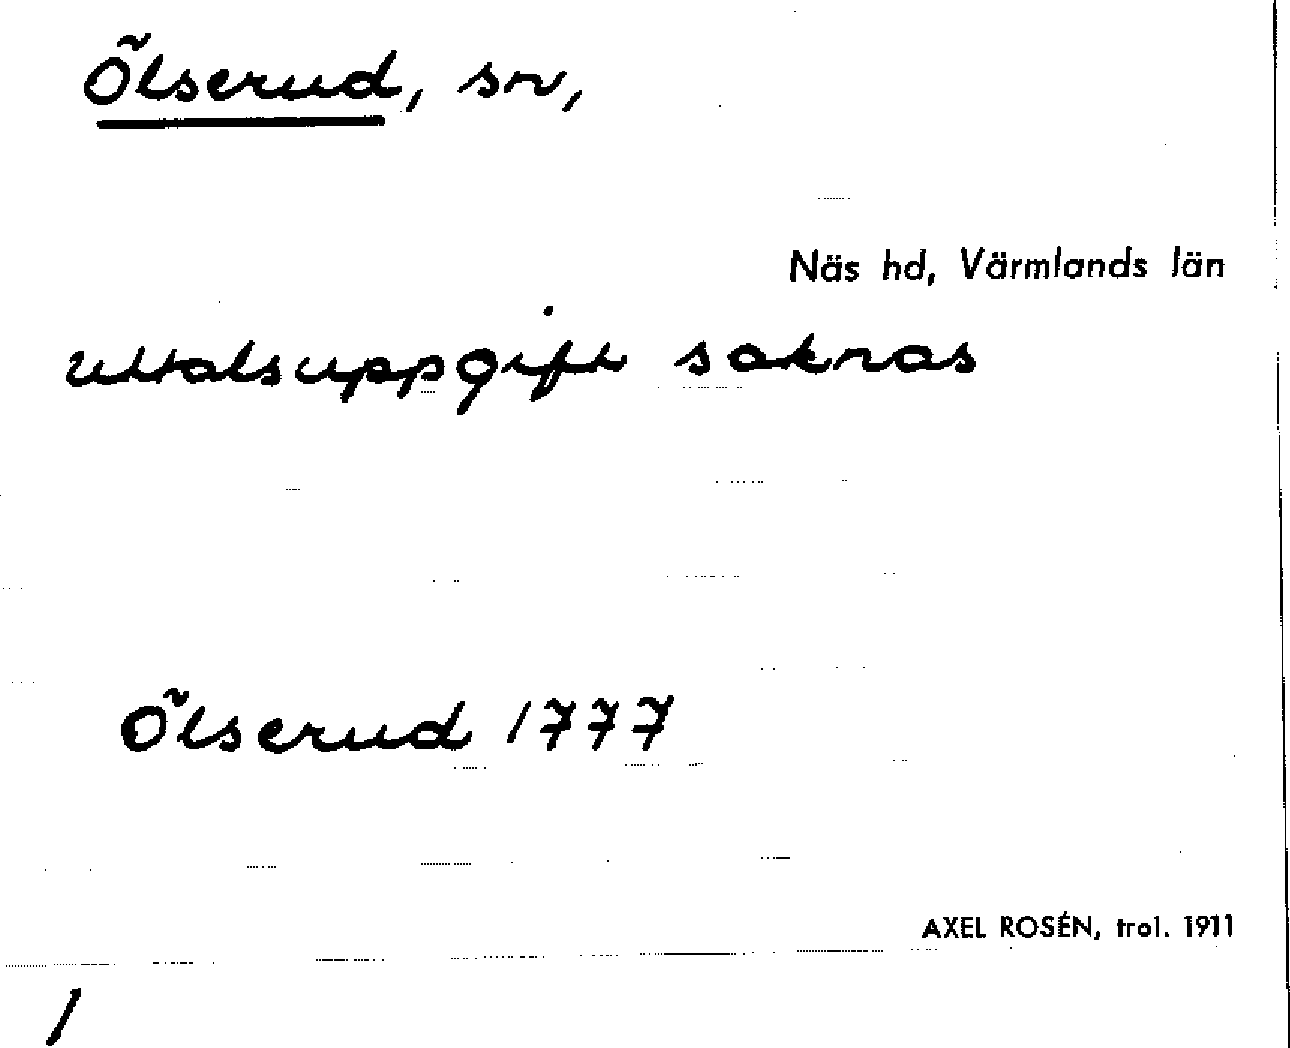 Õlserud, sn,
Näs hd, Värmlands län
uttalsuppgift saknas
Õlserud 1777
AXEL ROSÉN, trol. 1911
1